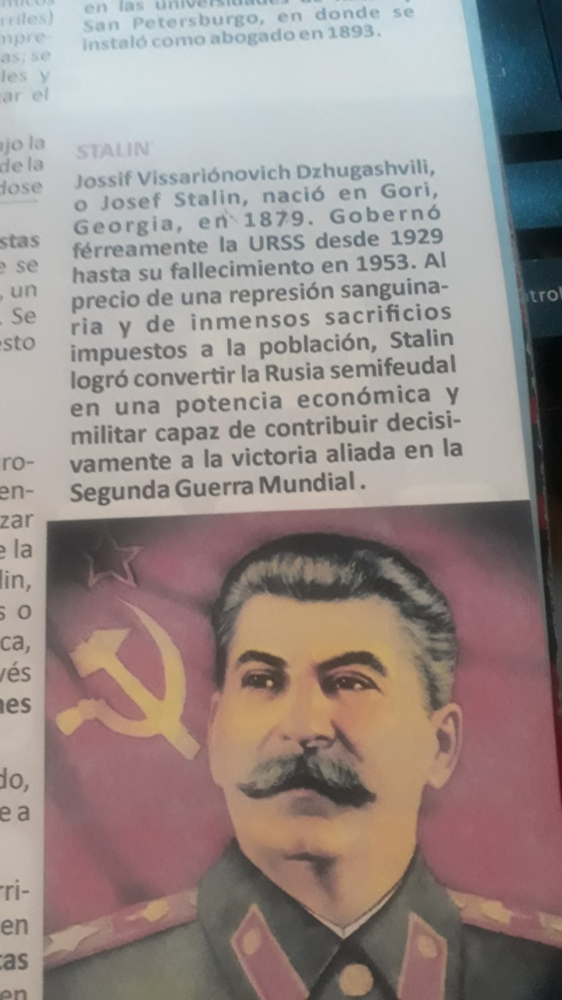 rriles)
mpre-
as; se
les y
ar el
ajo la
de la
dose
stas
e se
, un
. Se
esto
ro-
en-
zar
e la
lin,
s o
ca,
vés
nes
do,
e a
rri-
en
cas
en
en las universidades de
San Petersburgo, en donde se
instaló como abogado en 1893.
STALIN
Jossif Vissariónovich Dzhugashvili,
o Josef Stalin, nació en Gori,
Georgia, en 1879. Gobernó
férreamente la URSS desde 1929
hasta su fallecimiento en 1953. Al
precio de una represión sanguina-
ria y de inmensos sacrificios
impuestos a la población, Stalin
logró convertir la Rusia semifeudal
en una potencia económica y
militar capaz de contribuir decisi-
vamente a la victoria aliada en la
Segunda Guerra Mundial.
trol